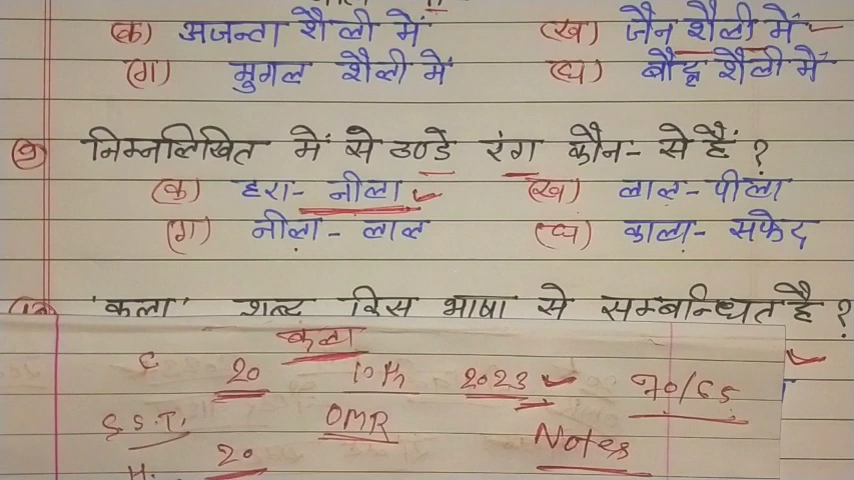 (क) अजन्ता शैली में (ख) जैन शैली में
(ग) मुगल शैली में (घ) बौद्ध शैली में
9 निम्नलिखित में से ठण्डे रंग कौन-से हैं ?
(क) हरा-नीला (ख) लाल-पीला
(ग) नीला-लाल (घ) काला-सफेद
'कला' शब्द किस भाषा से सम्बन्धित है ?
कला
20 10th 2023 70/65
S.S.T. OMR Notes
H. 20